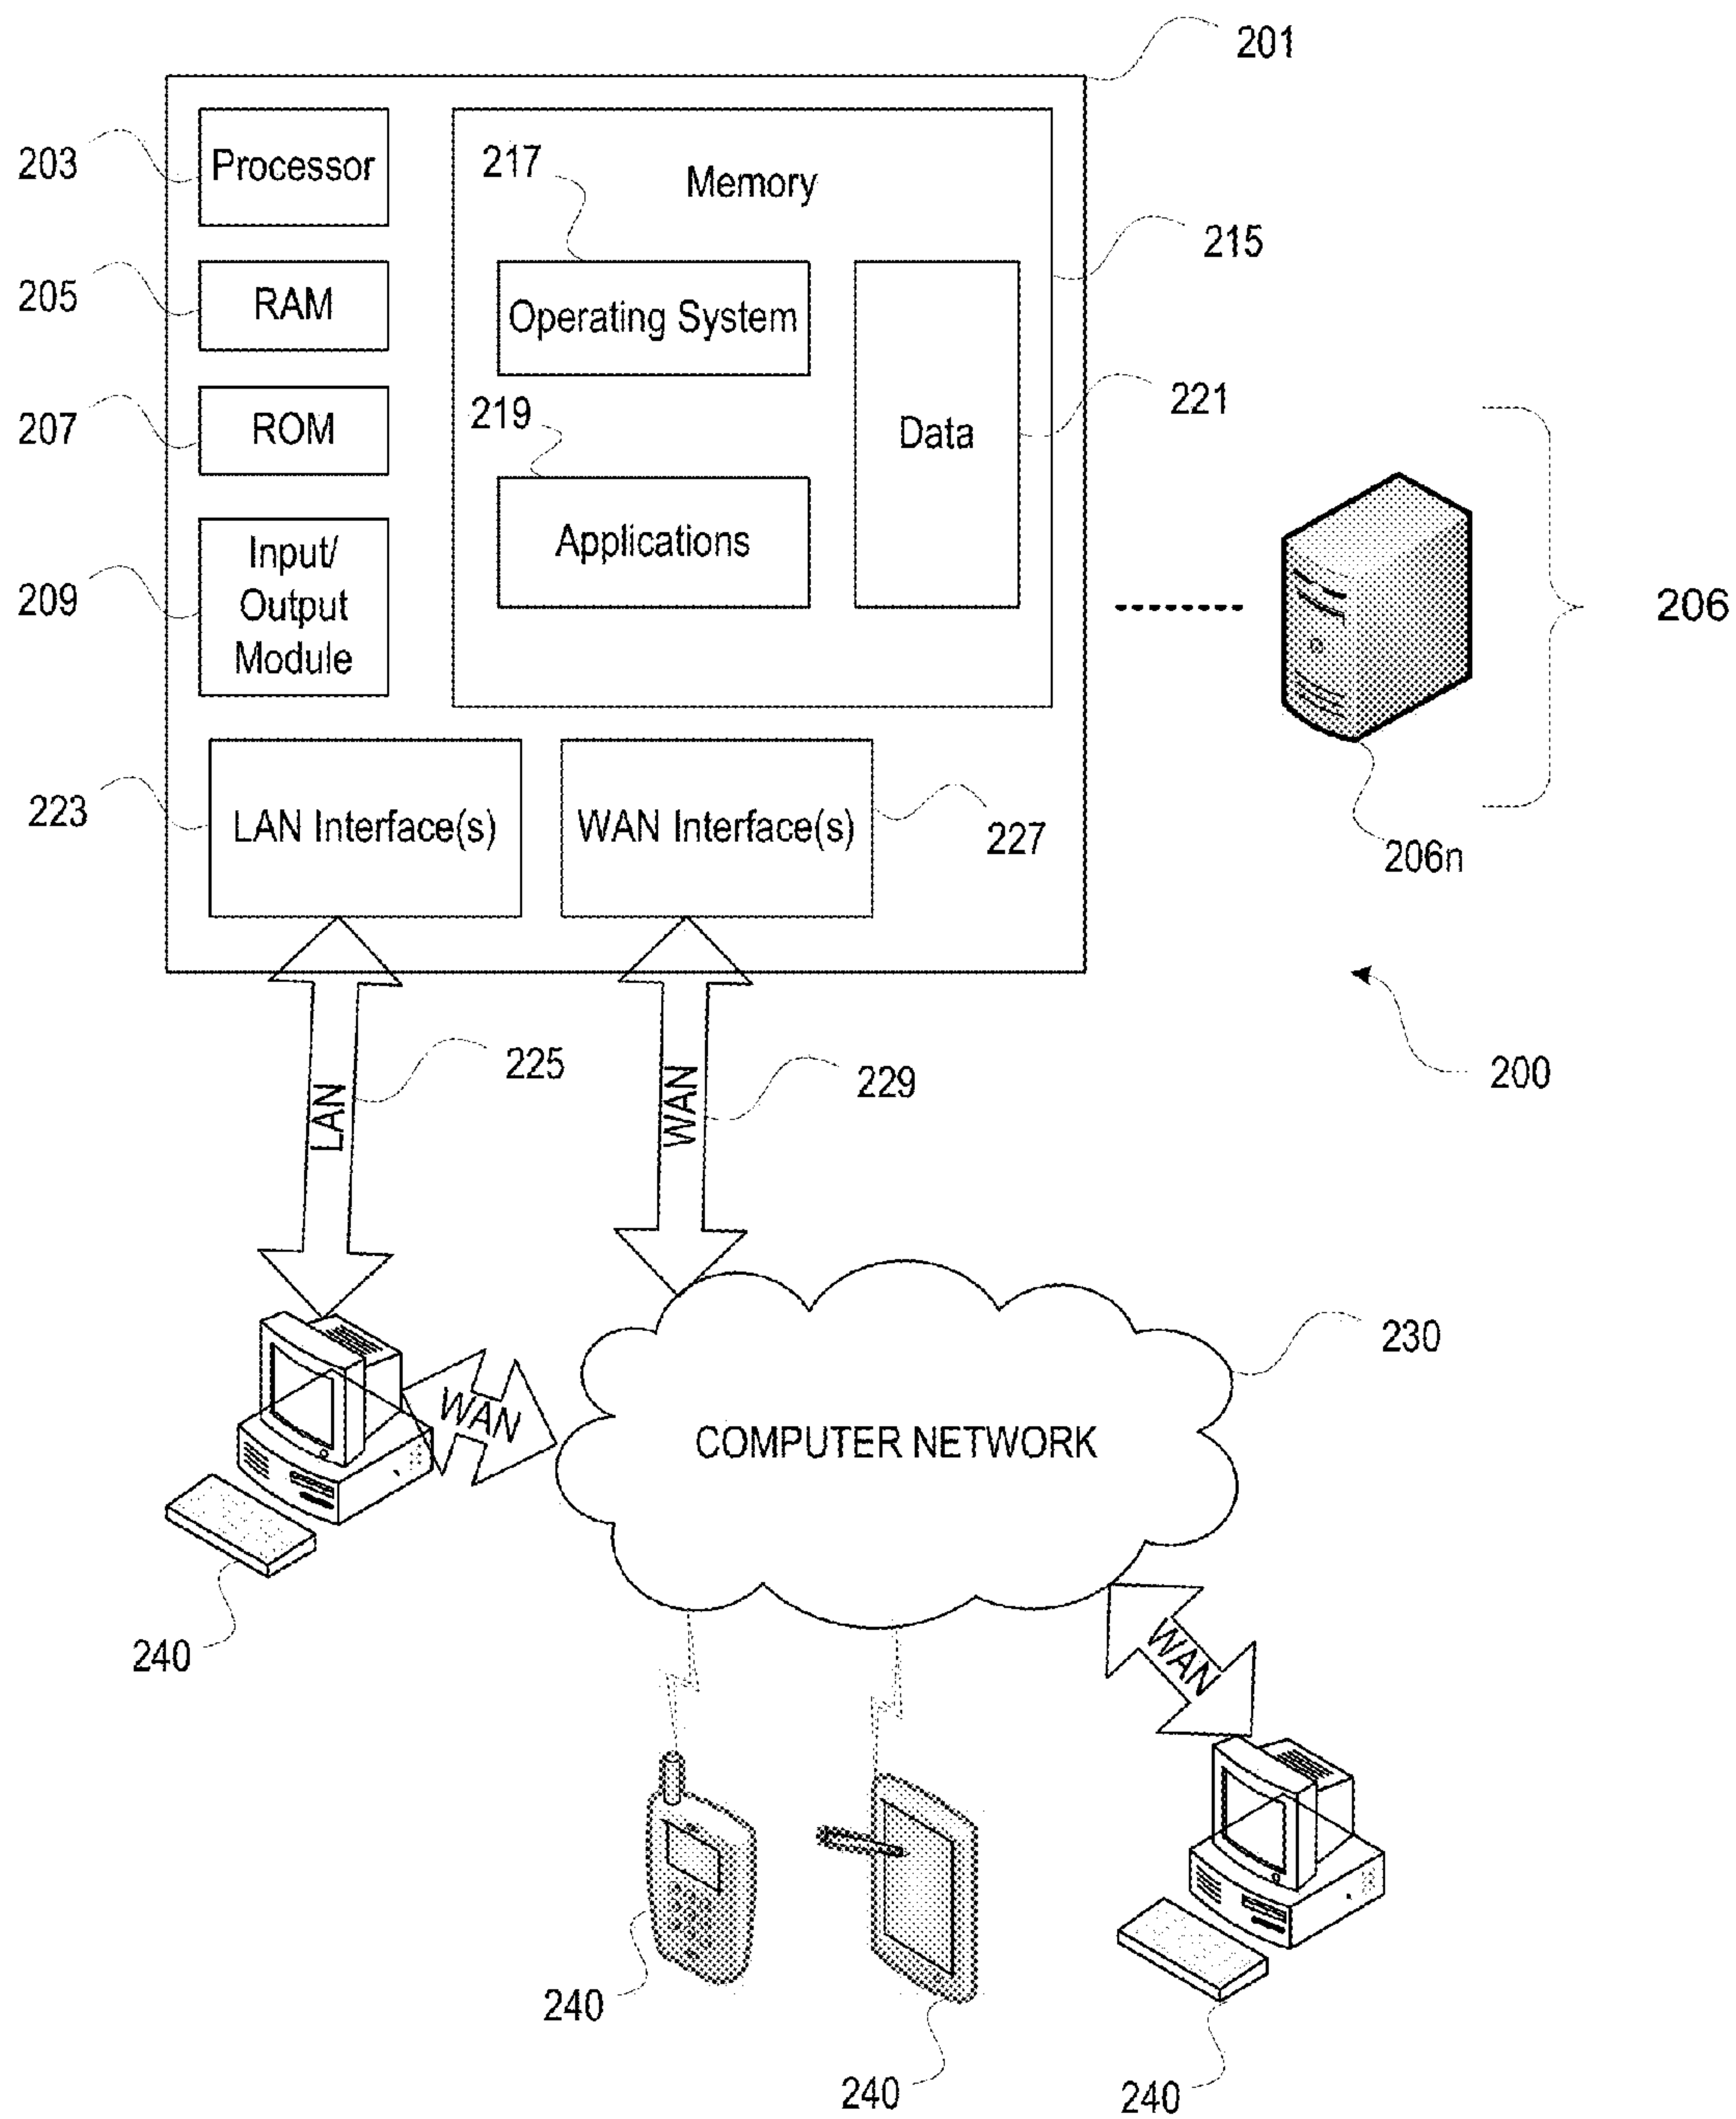 201
203
Processor
217
Memory
215
205
RAM
Operating System
207
ROM
219
221
Data
209
Input/
Output
Module
Applications
206
223
LAN Interface(s)
WAN Interface(s)
227
206n
225
LAN
229
WAN
200
230
WAN
COMPUTER NETWORK
240
WAN
240
240
240